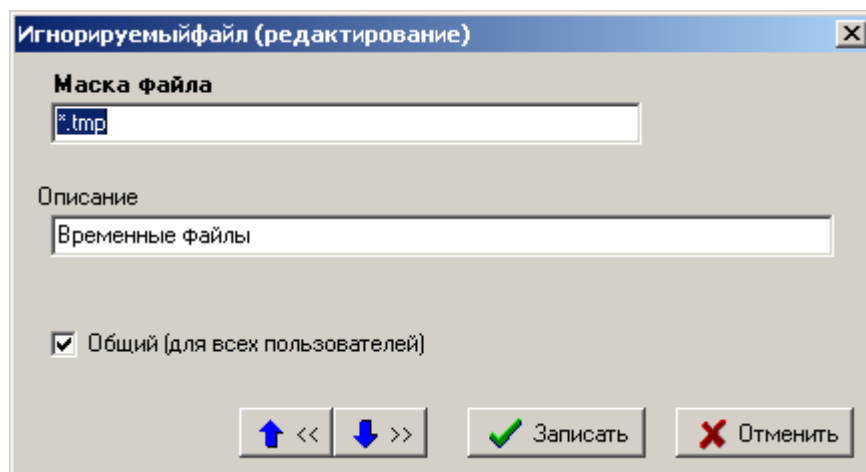 Игнорируемыйфайл (редактирование)
Маска файла
*.tmp
Описание
Временные файлы
Общий (для всех пользователей)
<< >> Записать Отменить